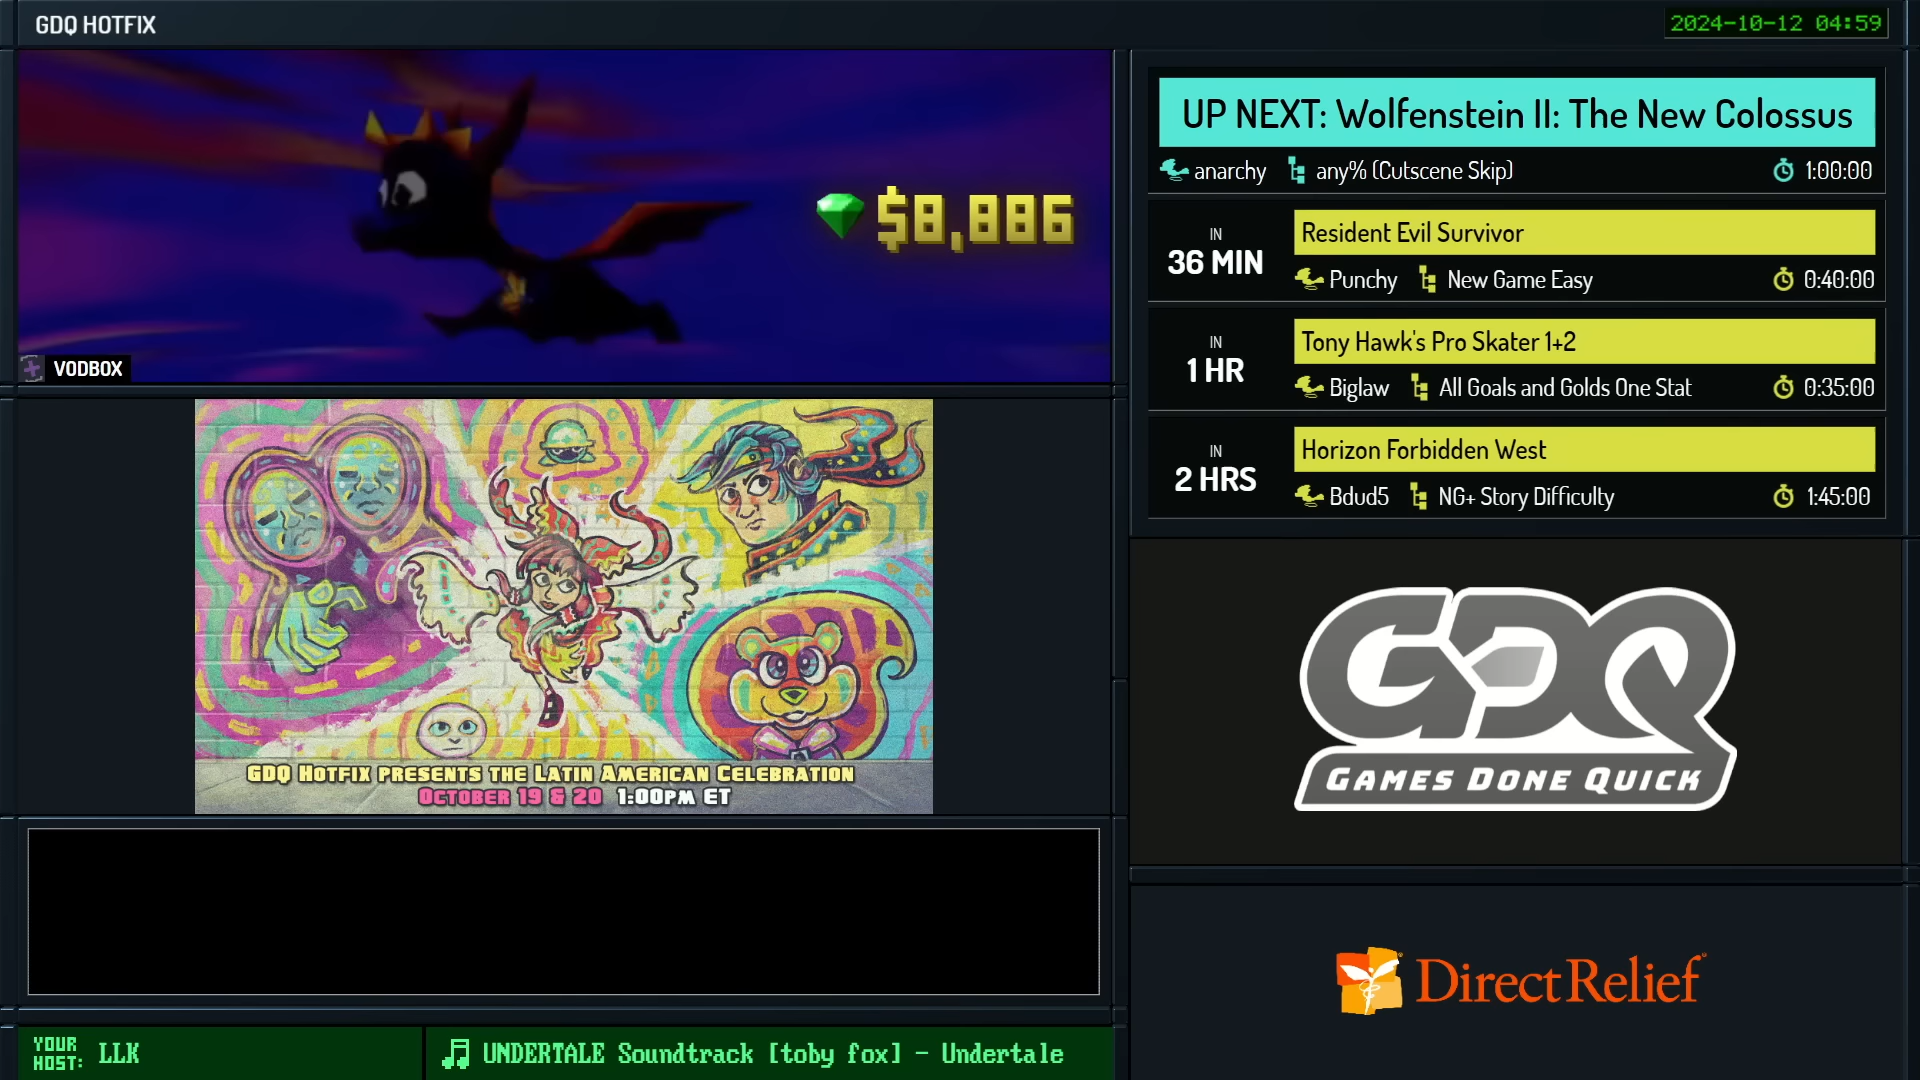 GDQ HOTFIX
2024-10-12 04:59
$8,886
VODBOX
UP NEXT: Wolfenstein II: The New Colossus
anarchy any% (Cutscene Skip) 1:00:00
IN
36 MIN
Resident Evil Survivor
Punchy New Game Easy 0:40:00
IN
1 HR
Tony Hawk's Pro Skater 1+2
Biglaw All Goals and Golds One Stat 0:35:00
IN
2 HRS
Horizon Forbidden West
Bdud5 NG+ Story Difficulty 1:45:00
GDQ Hotfix presents the Latin American Celebration
October 19 & 20 1:00pm ET
GDQ
GAMES DONE QUICK
Direct Relief
YOUR
HOST: LLK
UNDERTALE Soundtrack [toby fox] - Undertale